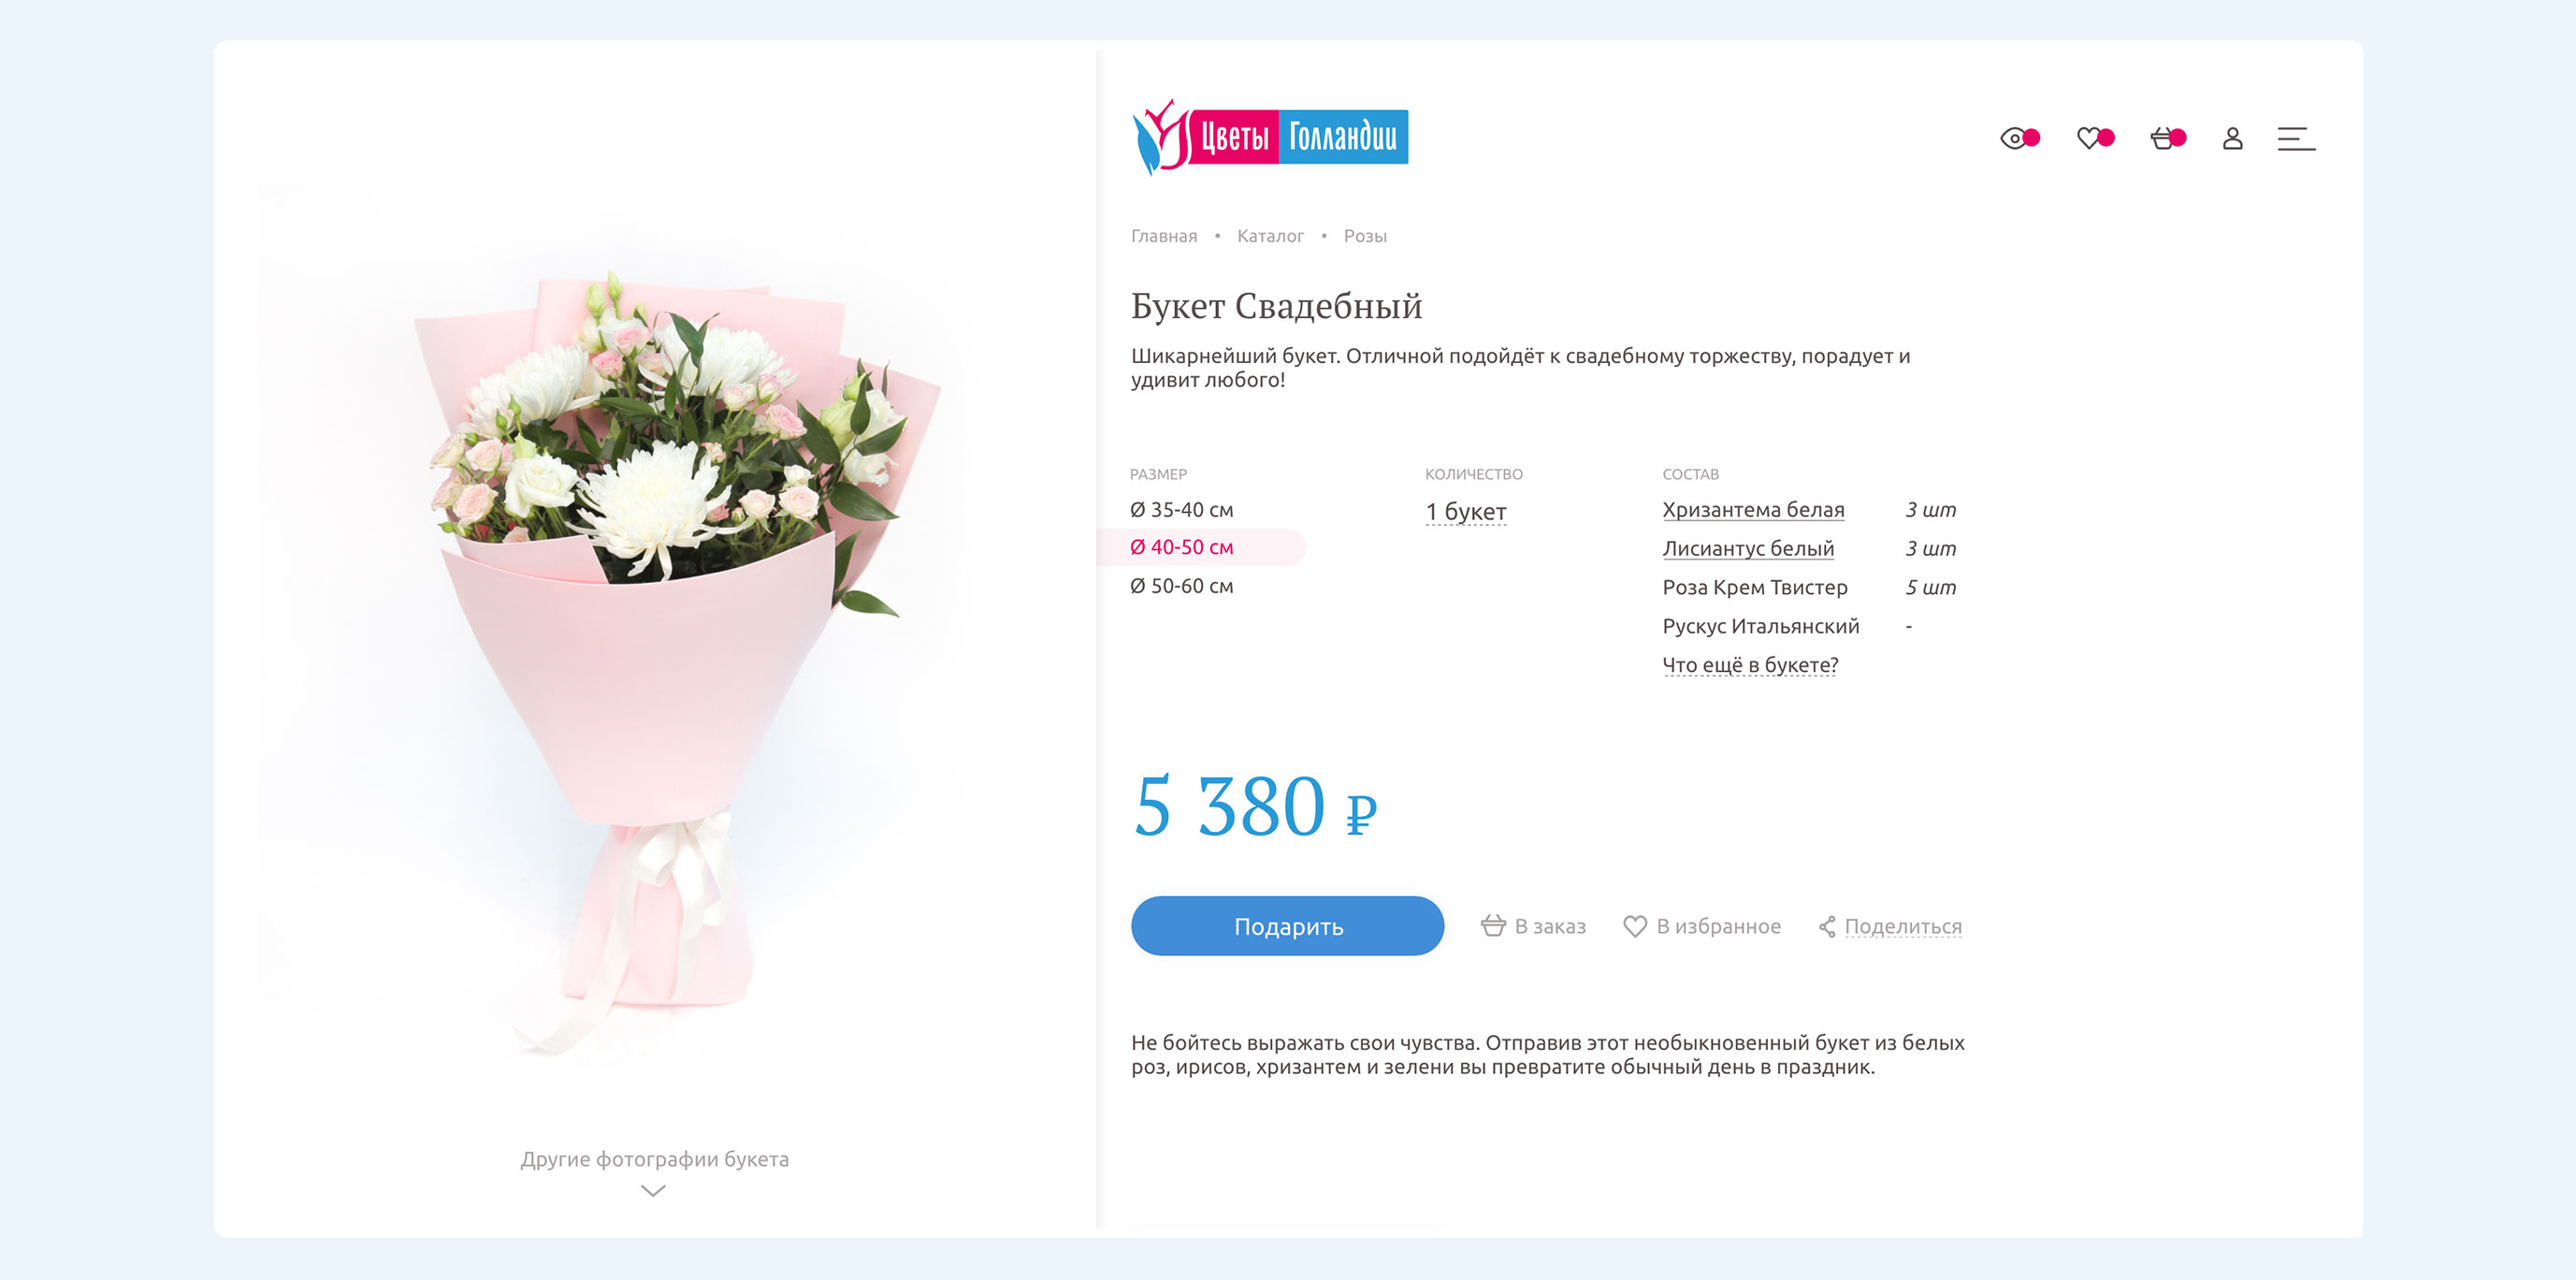 Цветы Голландии
Главная • Каталог • Розы
Букет Свадебный
Шикарнейший букет. Отличной подойдёт к свадебному торжеству, порадует и
удивит любого!
РАЗМЕР
Ø 35-40 см
Ø 40-50 см
Ø 50-60 см
КОЛИЧЕСТВО
1 букет
СОСТАВ
Хризантема белая 3 шт
Лисиантус белый 3 шт
Роза Крем Твистер 5 шт
Рускус Итальянский -
Что ещё в букете?
5 380 ₽
Подарить В заказ В избранное Поделиться
Не бойтесь выражать свои чувства. Отправив этот необыкновенный букет из белых
роз, ирисов, хризантем и зелени вы превратите обычный день в праздник.
Другие фотографии букета